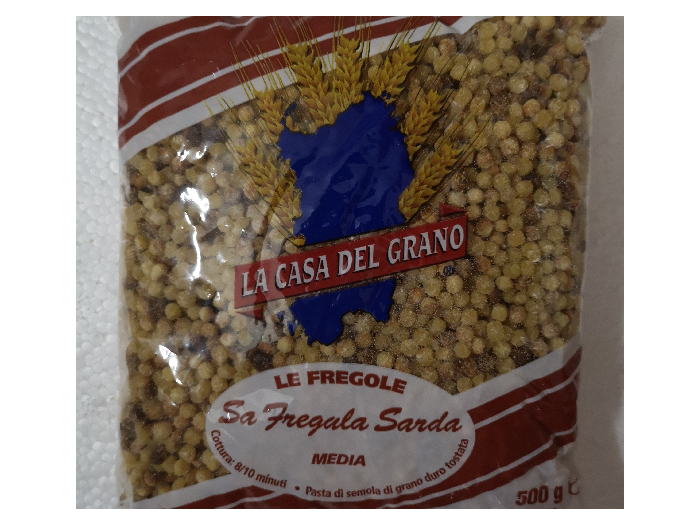 LA CASA DEL GRANO
LE FREGOLE
Sa Fregula Sarda
MEDIA
Cottura: 8/10 minuti • Pasta di semola di grano duro tostata
500 g e